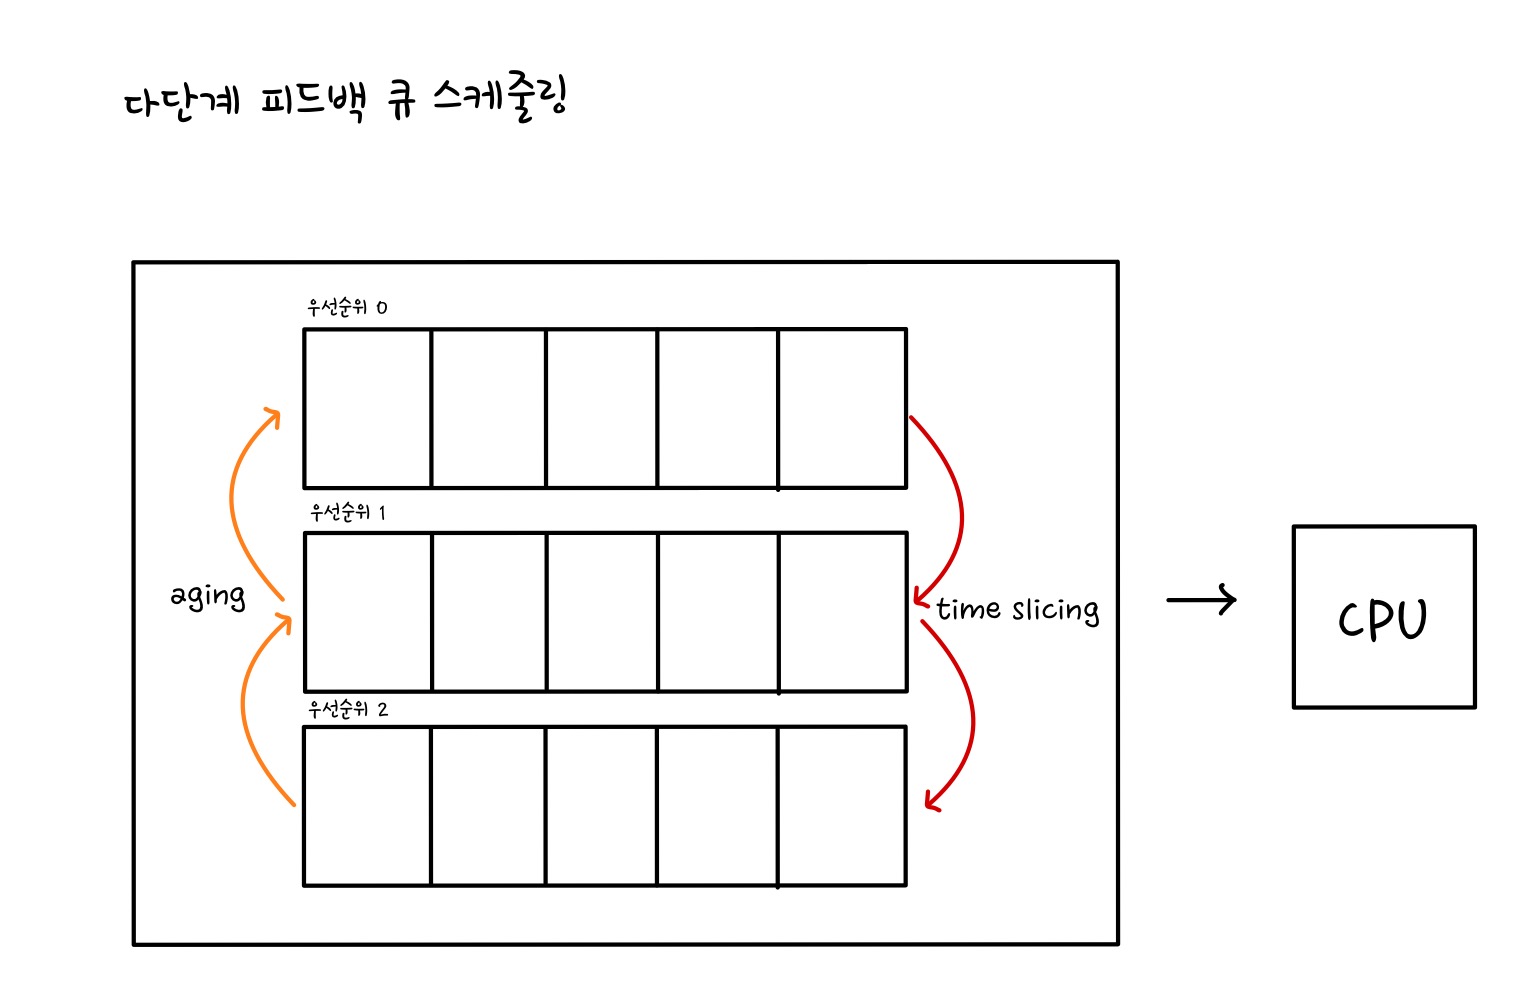 다단계 피드백 큐 스케줄링
우선순위 0
우선순위 1
aging
time slicing
CPU
우선순위 2